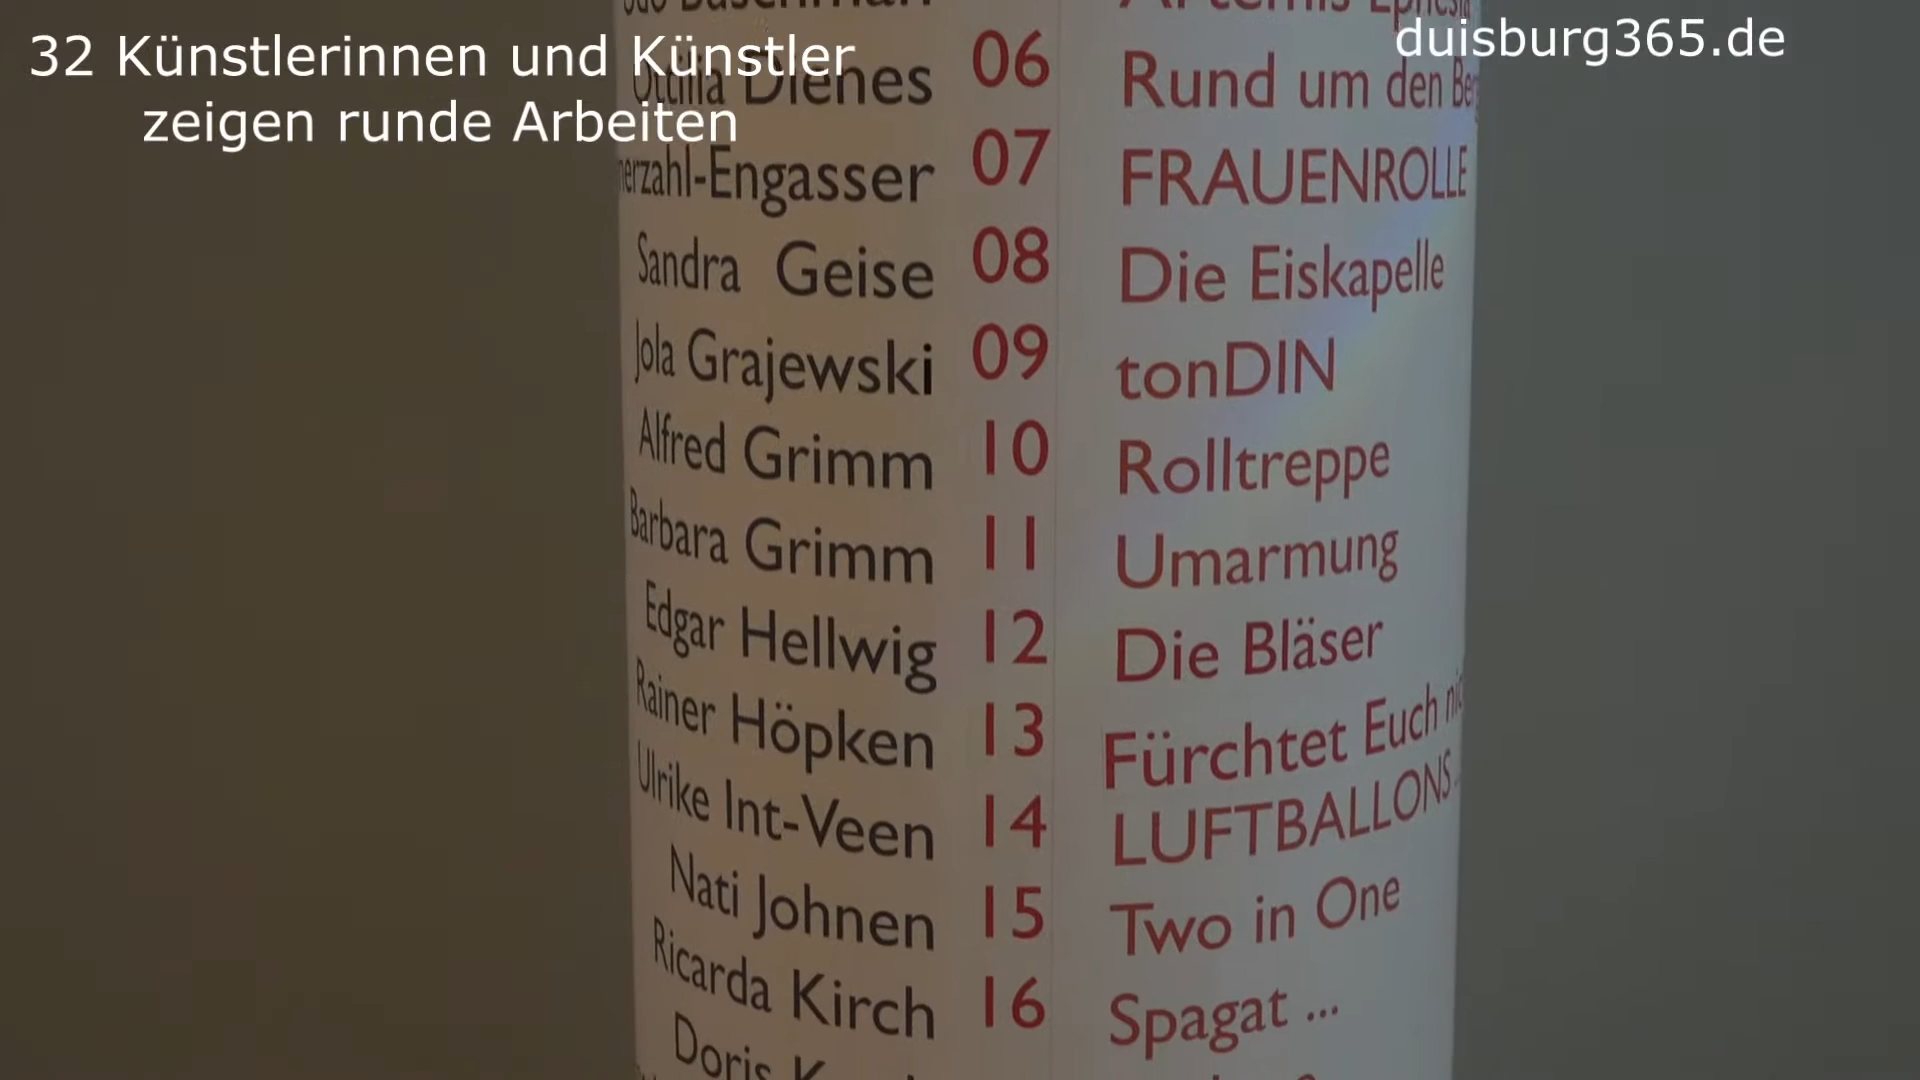 32 Künstlerinnen und Künstler
zeigen runde Arbeiten
duisburg365.de
Ottilia Dienes 06 Rund um den
07 FRAUENROLLE
Sandra Geise 08 Die Eiskapelle
Jola Grajewski 09 tonDIN
Alfred Grimm 10 Rolltreppe
Barbara Grimm 11 Umarmung
Edgar Hellwig 12 Die Bläser
Rainer Höpken 13 Fürchtet Euch
Ulrike Int-Veen 14 LUFTBALLONS
Nati Johnen 15 Two in One
Ricarda Kirch 16 Spagat ...
Doris